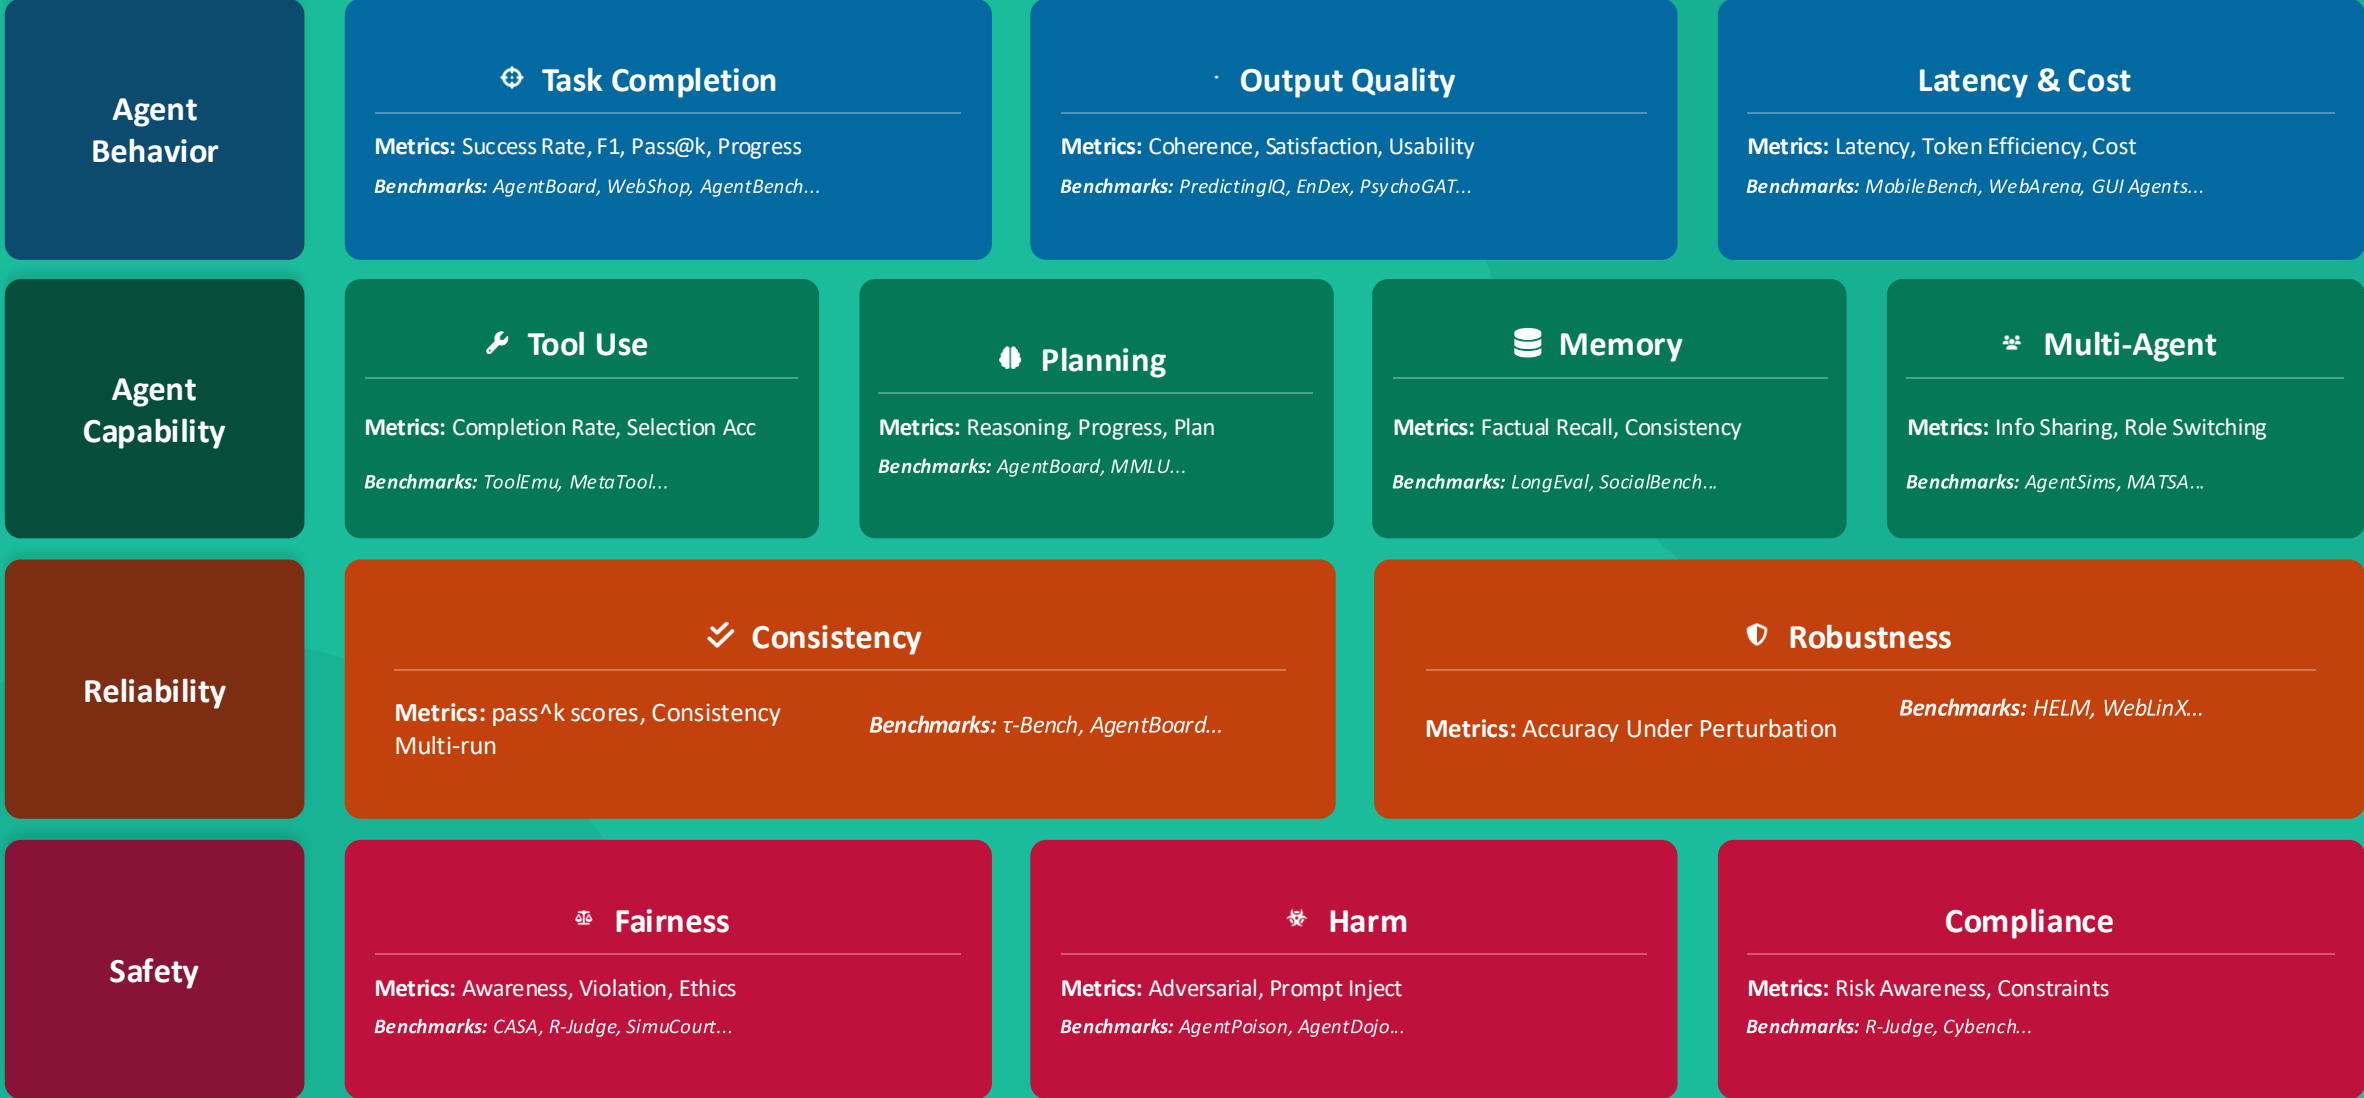 Agent
Behavior
Task Completion
Metrics: Success Rate, F1, Pass@k, Progress
Benchmarks: AgentBoard, WebShop, AgentBench...
Output Quality
Metrics: Coherence, Satisfaction, Usability
Benchmarks: PredictingIQ, EnDex, PsychoGAT...
Latency & Cost
Metrics: Latency, Token Efficiency, Cost
Benchmarks: MobileBench, WebArena, GUI Agents...
Agent
Capability
Tool Use
Metrics: Completion Rate, Selection Acc
Benchmarks: ToolEmu, MetaTool...
Planning
Metrics: Reasoning, Progress, Plan
Benchmarks: AgentBoard, MMLU...
Memory
Metrics: Factual Recall, Consistency
Benchmarks: LongEval, SocialBench...
Multi-Agent
Metrics: Info Sharing, Role Switching
Benchmarks: AgentSims, MATSA...
Reliability
Consistency
Metrics: pass^k scores, Consistency
Multi-run
Benchmarks: τ-Bench, AgentBoard...
Robustness
Metrics: Accuracy Under Perturbation
Benchmarks: HELM, WebLinX...
Safety
Fairness
Metrics: Awareness, Violation, Ethics
Benchmarks: CASA, R-Judge, SimuCourt...
Harm
Metrics: Adversarial, Prompt Inject
Benchmarks: AgentPoison, AgentDojo...
Compliance
Metrics: Risk Awareness, Constraints
Benchmarks: R-Judge, Cybench...